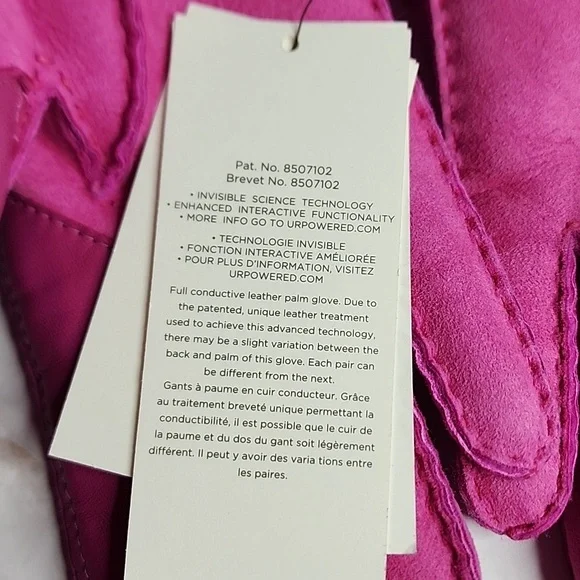 Pat. No. 8507102
Brevet No. 8507102
• INVISIBLE SCIENCE TECHNOLOGY
• ENHANCED INTERACTIVE FUNCTIONALITY
• MORE INFO GO TO URPOWERED.COM
• TECHNOLOGIE INVISIBLE
• FONCTION INTERACTIVE AMÉLIORÉE
• POUR PLUS D'INFORMATION, VISITEZ
URPOWERED.COM
Full conductive leather palm glove. Due to
the patented, unique leather treatment
used to achieve this advanced technology,
there may be a slight variation between the
back and palm of this glove. Each pair can
be different from the next.
Gants à paume en cuir conducteur. Grâce
au traitement breveté unique permettant la
conductibilité, il est possible que le cuir de
la paume et du dos du gant soit légèrement
différent. Il peut y avoir des varia tions entre
les paires.